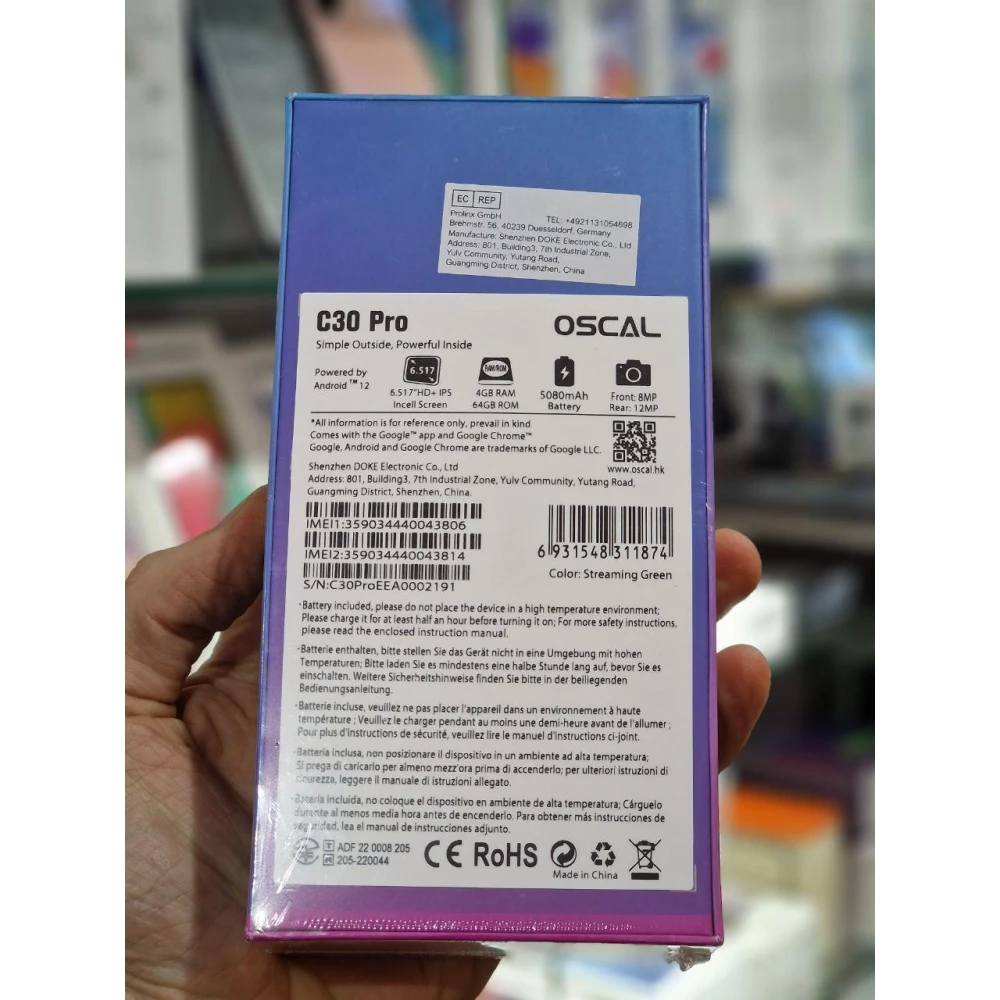 EC REP
Prolinx GmbH TEL: +4921131054698
Brehmstr. 56, 40239 Duesseldorf, Germany
Manufacture: Shenzhen DOKE Electronic Co., Ltd
Address: 801, Building3, 7th Industrial Zone,
Yulv Community, Yutang Road,
Guangming District, Shenzhen, China
C30 Pro OSCAL
Simple Outside, Powerful Inside
Powered by
Android ™ 12
6.517
6.517"HD+ IPS
Incell Screen
RAM/ROM
4GB RAM
64GB ROM
5080mAh
Battery
Front: 8MP
Rear: 12MP
*All information is for reference only, prevail in kind
Comes with the Google™ app and Google Chrome™
Google, Android and Google Chrome are trademarks of Google LLC.
www.oscal.hk
Shenzhen DOKE Electronic Co., Ltd
Address: 801, Building3, 7th Industrial Zone, Yulv Community, Yutang Road,
Guangming District, Shenzhen, China.
IMEI1:359034440043806
IMEI2:359034440043814
S/N:C30ProEEA0002191
6 931548 311874
Color: Streaming Green
·Battery included, please do not place the device in a high temperature environment;
Please charge it for at least half an hour before turning it on; For more safety instructions,
please read the enclosed instruction manual.
·Batterie enthalten, bitte stellen Sie das Gerät nicht in eine Umgebung mit hohen
Temperaturen; Bitte laden Sie es mindestens eine halbe Stunde lang auf, bevor Sie es
einschalten. Weitere Sicherheitshinweise finden Sie bitte in der beiliegenden
Bedienungsanleitung.
·Batterie incluse, veuillez ne pas placer l'appareil dans un environnement à haute
température ; Veuillez le charger pendant au moins une demi-heure avant de l'allumer ;
Pour plus d'instructions de sécurité, veuillez lire le manuel d'instructions ci-joint.
·Batteria inclusa, non posizionare il dispositivo in un ambiente ad alta temperatura;
Si prega di caricarlo per almeno mezz'ora prima di accenderlo; per ulteriori istruzioni di
sicurezza, leggere il manuale di istruzioni allegato.
·Batería incluida, no coloque el dispositivo en ambiente de alta temperatura; Cárguelo
durante al menos media hora antes de encenderlo. Para obtener más instrucciones de
seguridad, lea el manual de instrucciones adjunto.
T ADF 22 0008 205
R 205-220044
CE RoHS
Made in China